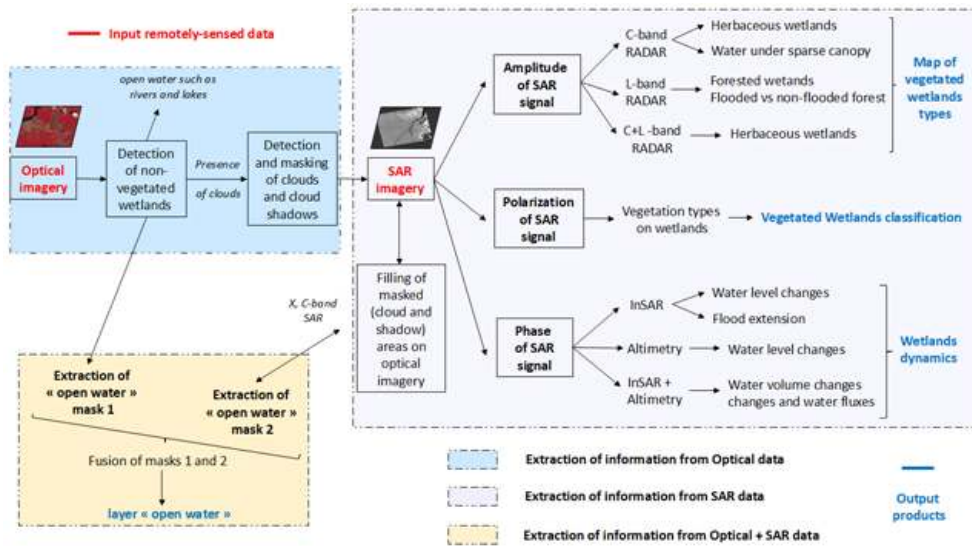 Input remotely-sensed data
open water such as
rivers and lakes
Optical
imagery
Detection
of non-
vegetated
wetlands
Presence
of clouds
Detection
and masking
of clouds
and cloud
shadows
SAR
imagery
Filling of
masked
(cloud and
shadow)
areas on
optical
imagery
X, C-band
SAR
Amplitude
of SAR
signal
C-band
RADAR
Herbaceous wetlands
Water under sparse canopy
L-band
RADAR
Forested wetands
Flooded vs non-flooded forest
C+L -band
RADAR
Herbaceous wetlands
Map of
vegetated
wetlands
types
Polarization
of SAR
signal
Vegetation types
on wetlands
Vegetated Wetlands classification
Phase
of SAR
signal
InSAR
Water level changes
Flood extension
Altimetry
Water level changes
InSAR +
Altimetry
Water volume changes
changes and water fluxes
Wetlands
dynamics
Extraction of
« open water »
mask 1
Extraction of
« open water »
mask 2
Fusion of masks 1 and 2
layer « open water »
Extraction of information from Optical data
Extraction of information from SAR data
Extraction of information from Optical + SAR data
Output
products